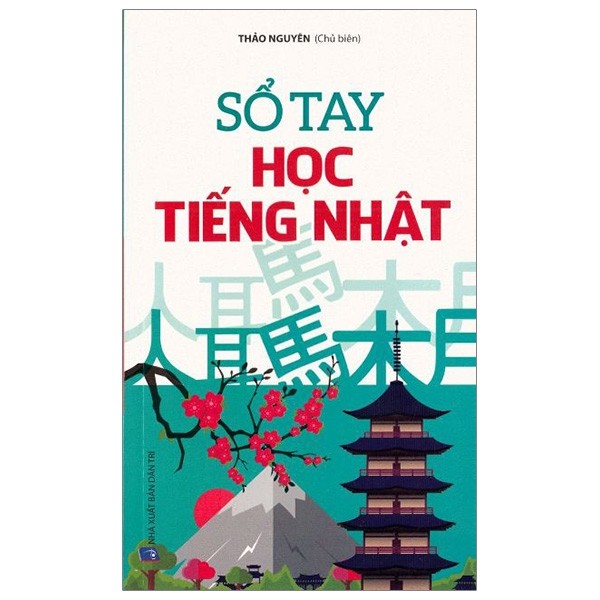 THẢO NGUYÊN (Chủ biên)
SỔ TAY
HỌC
TIẾNG NHẬT
人耳馬木月
人耳馬木月
NHÀ XUẤT BẢN DÂN TRÍ